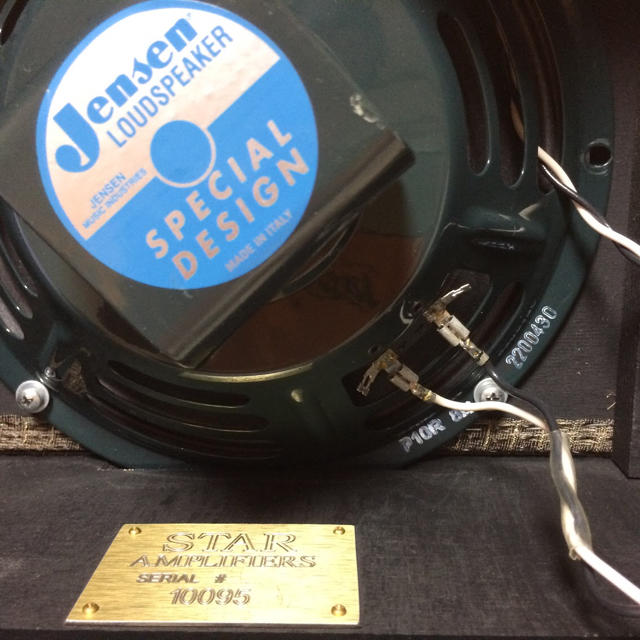 Jensen
LOUDSPEAKER
JENSEN
MUSIC INDUSTRIES
SPECIAL
DESIGN
MADE IN ITALY
2200430
P10R
STAR
AMPLIFIERS
SERIAL #
10095